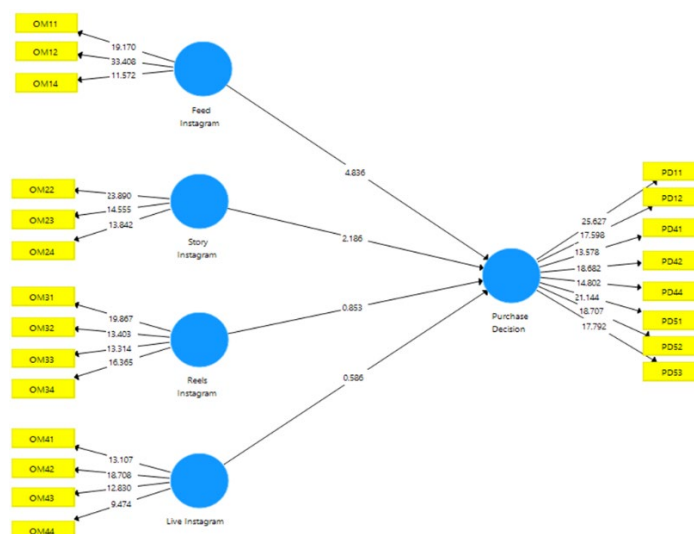 OM11
19.170
OM12
33.408
OM14
11.572
Feed
Instagram
4.836
OM22
23.890
OM23
14.555
OM24
13.842
Story
Instagram
2.186
OM31
19.867
OM32
13.403
OM33
13.314
OM34
16.365
Reels
Instagram
0.853
OM41
13.107
OM42
18.708
OM43
12.830
OM44
9.474
Live Instagram
0.586
Purchase
Decision
PD11
25.627
PD12
17.598
PD41
13.578
PD42
18.682
PD44
14.802
PD51
21.144
PD52
18.707
PD53
17.792